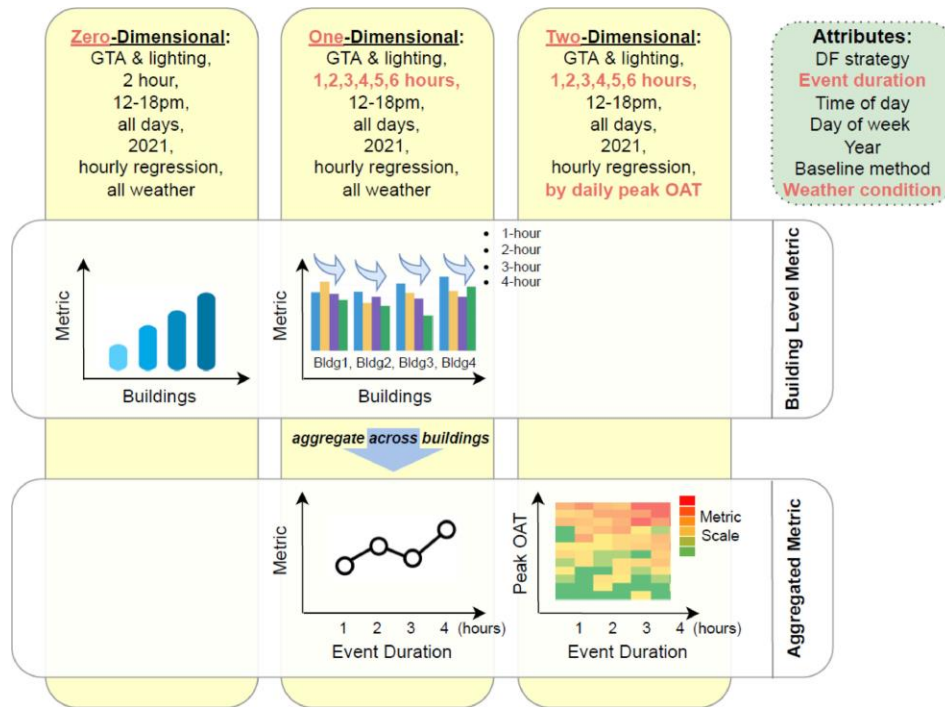 Zero-Dimensional:
GTA & lighting,
2 hour,
12-18pm,
all days,
2021,
hourly regression,
all weather
One-Dimensional:
GTA & lighting,
1,2,3,4,5,6 hours,
12-18pm,
all days,
2021,
hourly regression,
all weather
Two-Dimensional:
GTA & lighting,
1,2,3,4,5,6 hours,
12-18pm,
all days,
2021,
hourly regression,
by daily peak OAT
Attributes:
DF strategy
Event duration
Time of day
Day of week
Year
Baseline method
Weather condition
Metric
Buildings
Metric
• 1-hour
• 2-hour
• 3-hour
• 4-hour
Bldg1, Bldg2, Bldg3, Bldg4
Buildings
Building Level Metric
aggregate across buildings
Metric
1 2 3 4 (hours)
Event Duration
Peak OAT
Metric
Scale
1 2 3 4 (hours)
Event Duration
Aggregated Metric